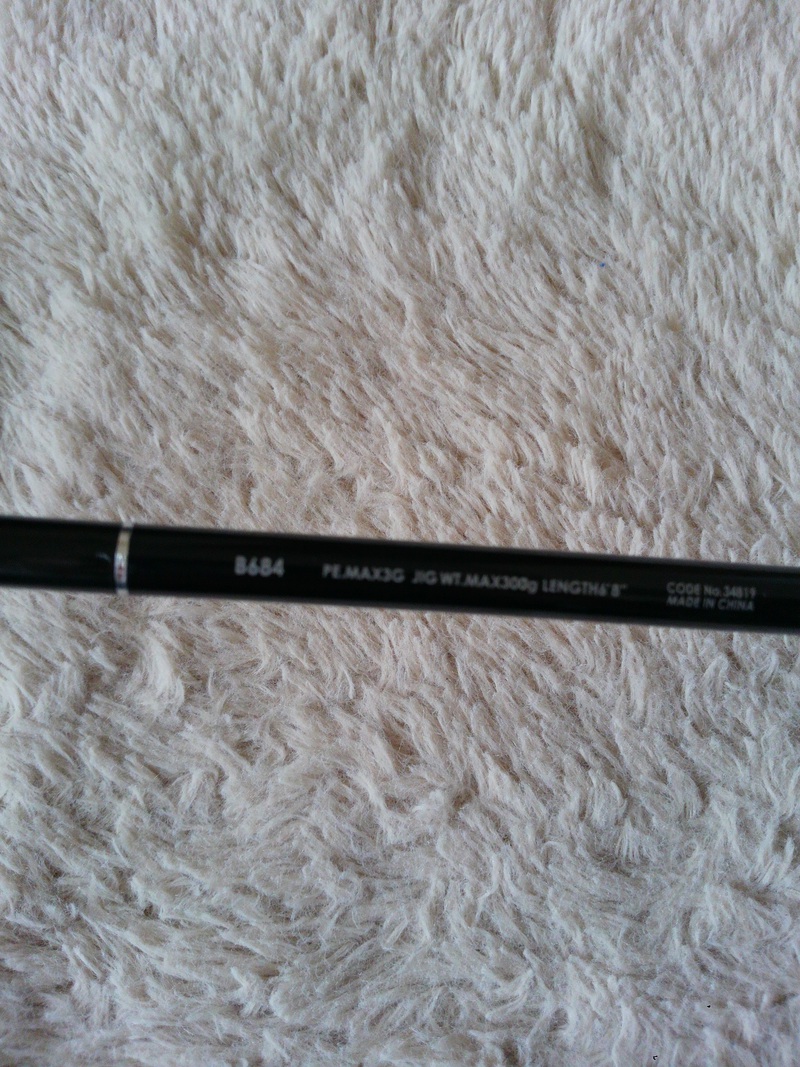 B684 PE.MAX3G JIG WT.MAX300g LENGTH6'8"
CODE No.34819
MADE IN CHINA